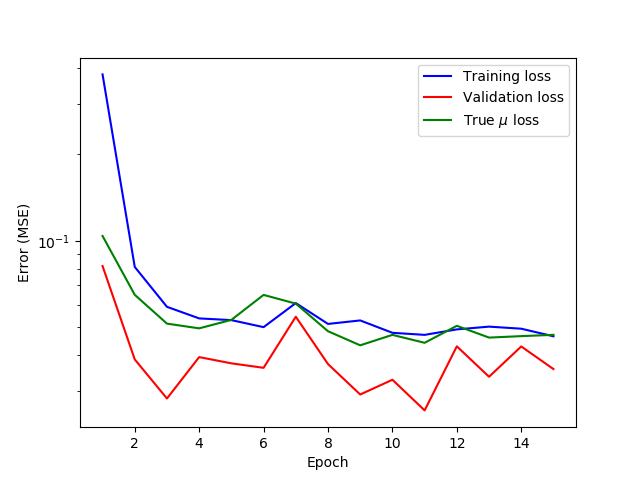 Training loss
Validation loss
True μ loss
Error (MSE)
10⁻¹
2 4 6 8 10 12 14
Epoch